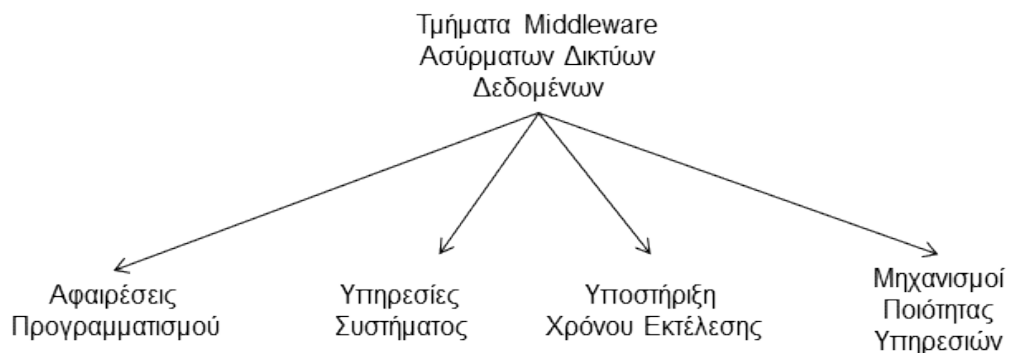 Τμήματα Middleware
Ασύρματων Δικτύων
Δεδομένων
Αφαιρέσεις
Προγραμματισμού
Υπηρεσίες
Συστήματος
Υποστήριξη
Χρόνου Εκτέλεσης
Μηχανισμοί
Ποιότητας
Υπηρεσιών